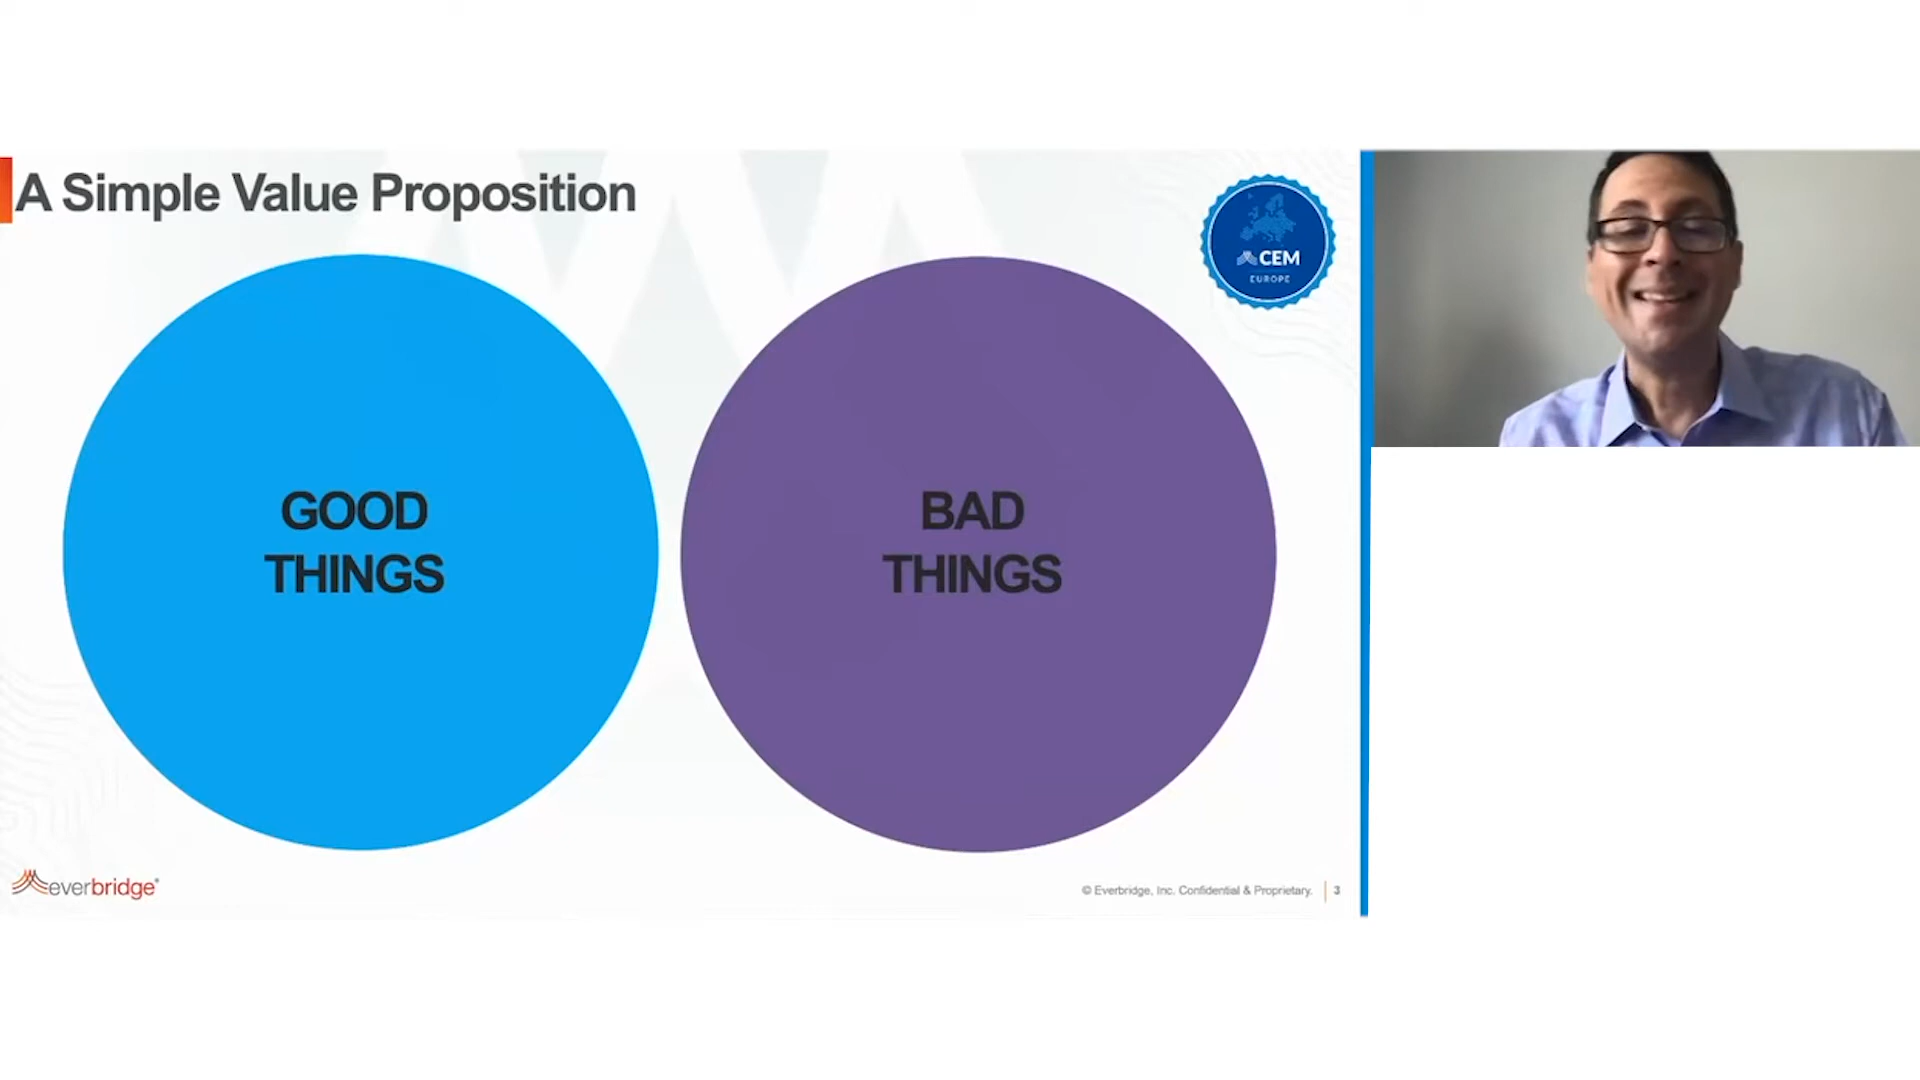 A Simple Value Proposition
CEM
EUROPE
GOOD
THINGS
BAD
THINGS
everbridge®
© Everbridge, Inc. Confidential & Proprietary.
3